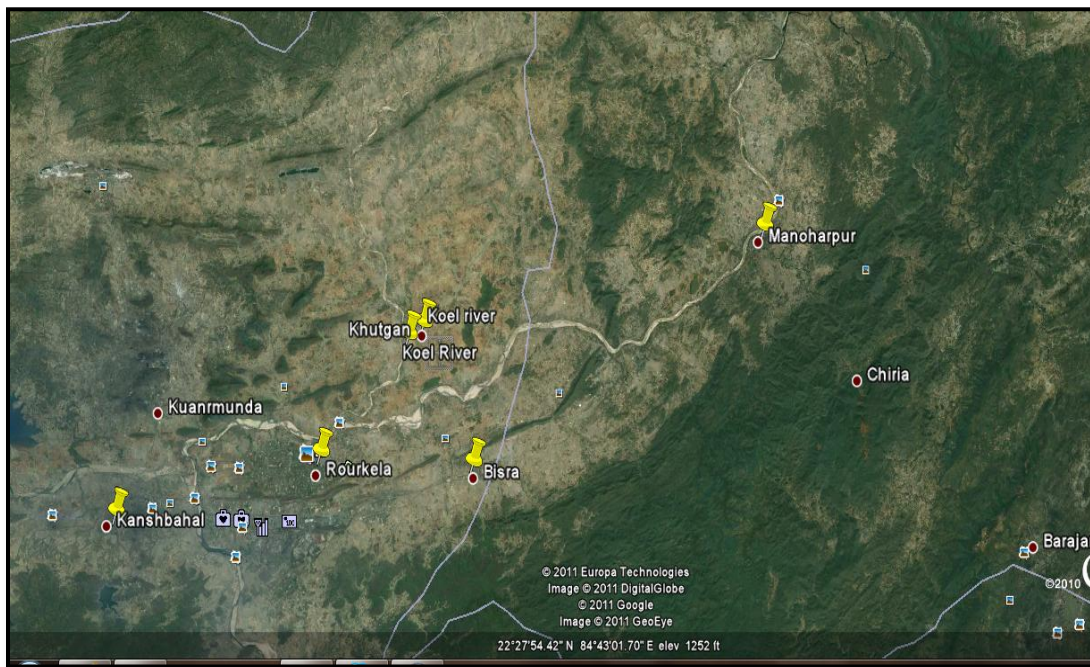 Manoharpur
Koel river
Khutgan
Koel River
Chiria
Kuanrmunda
Rourkela
Bisra
Kanshbahal
Baraja
© 2011 Europa Technologies
Image © 2011 DigitalGlobe
© 2011 Google
Image © 2011 GeoEye
©2010
22°27'54.42" N 84°43'01.70" E elev 1252 ft